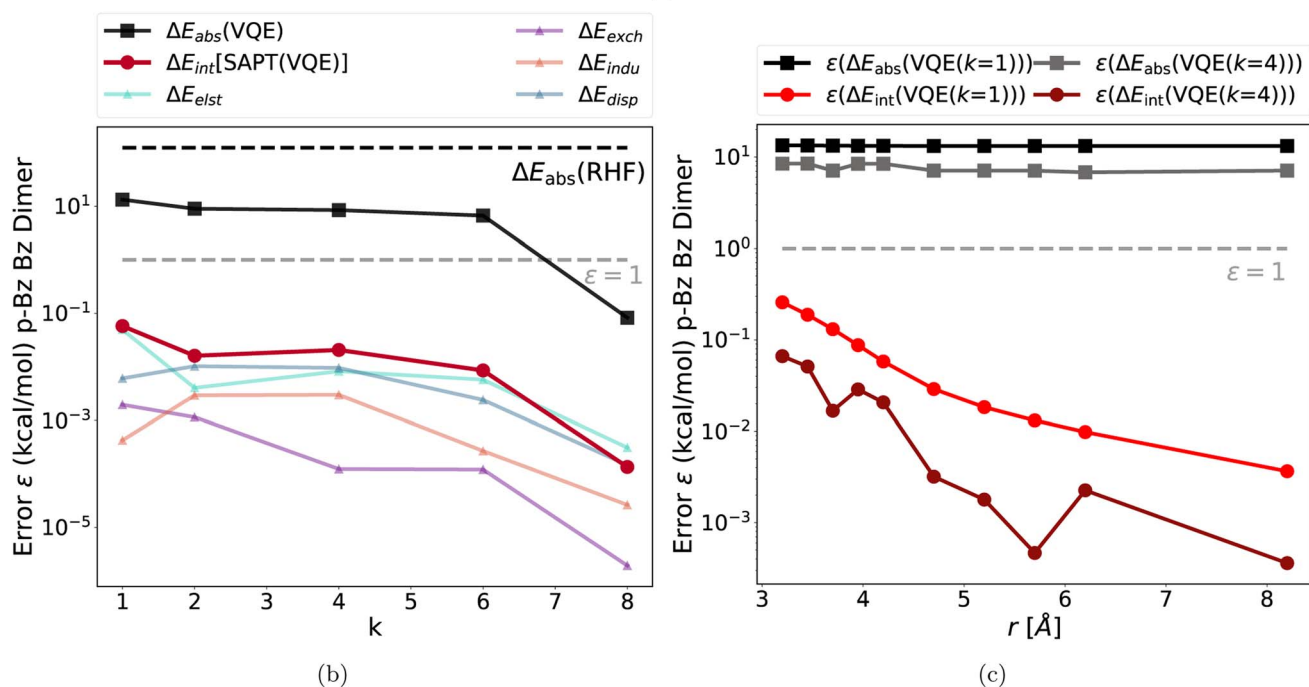 ΔE_abs(VQE)
ΔE_int[SAPT(VQE)]
ΔE_elst
ΔE_exch
ΔE_indu
ΔE_disp
ΔE_abs(RHF)
ε = 1
Error ε (kcal/mol) p-Bz Bz Dimer
10^1
10^−1
10^−3
10^−5
1 2 3 4 5 6 7 8
k
(b)
ε(ΔE_abs(VQE(k=1))) ε(ΔE_abs(VQE(k=4)))
ε(ΔE_int(VQE(k=1))) ε(ΔE_int(VQE(k=4)))
Error ε (kcal/mol) p-Bz Bz Dimer
10^1
10^0
10^−1
10^−2
10^−3
ε = 1
3 4 5 6 7 8
r [Å]
(c)